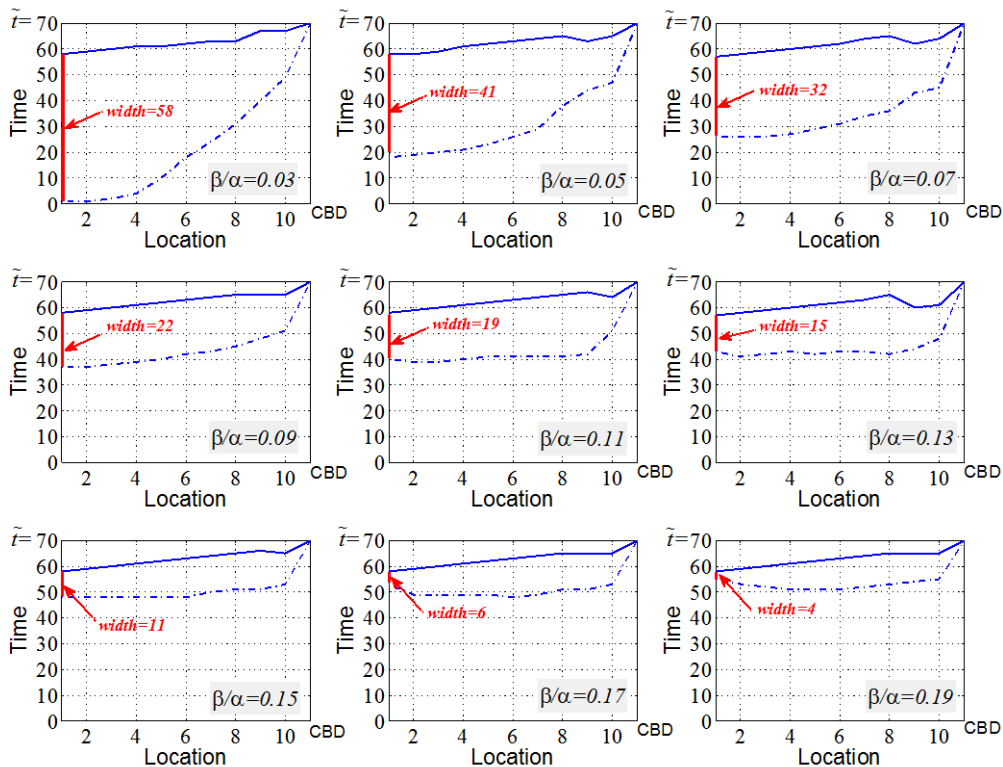 t̃=70
60
50
40
30
20
10
0
Time
width=58
β/α=0.03
2 4 6 8 10 CBD
Location
t̃=70
60
50
40
30
20
10
0
Time
width=41
β/α=0.05
2 4 6 8 10 CBD
Location
t̃=70
60
50
40
30
20
10
0
Time
width=32
β/α=0.07
2 4 6 8 10 CBD
Location
t̃=70
60
50
40
30
20
10
0
Time
width=22
β/α=0.09
2 4 6 8 10 CBD
Location
t̃=70
60
50
40
30
20
10
0
Time
width=19
β/α=0.11
2 4 6 8 10 CBD
Location
t̃=70
60
50
40
30
20
10
0
Time
width=15
β/α=0.13
2 4 6 8 10 CBD
Location
t̃=70
60
50
40
30
20
10
0
Time
width=11
β/α=0.15
2 4 6 8 10 CBD
Location
t̃=70
60
50
40
30
20
10
0
Time
width=6
β/α=0.17
2 4 6 8 10 CBD
Location
t̃=70
60
50
40
30
20
10
0
Time
width=4
β/α=0.19
2 4 6 8 10 CBD
Location